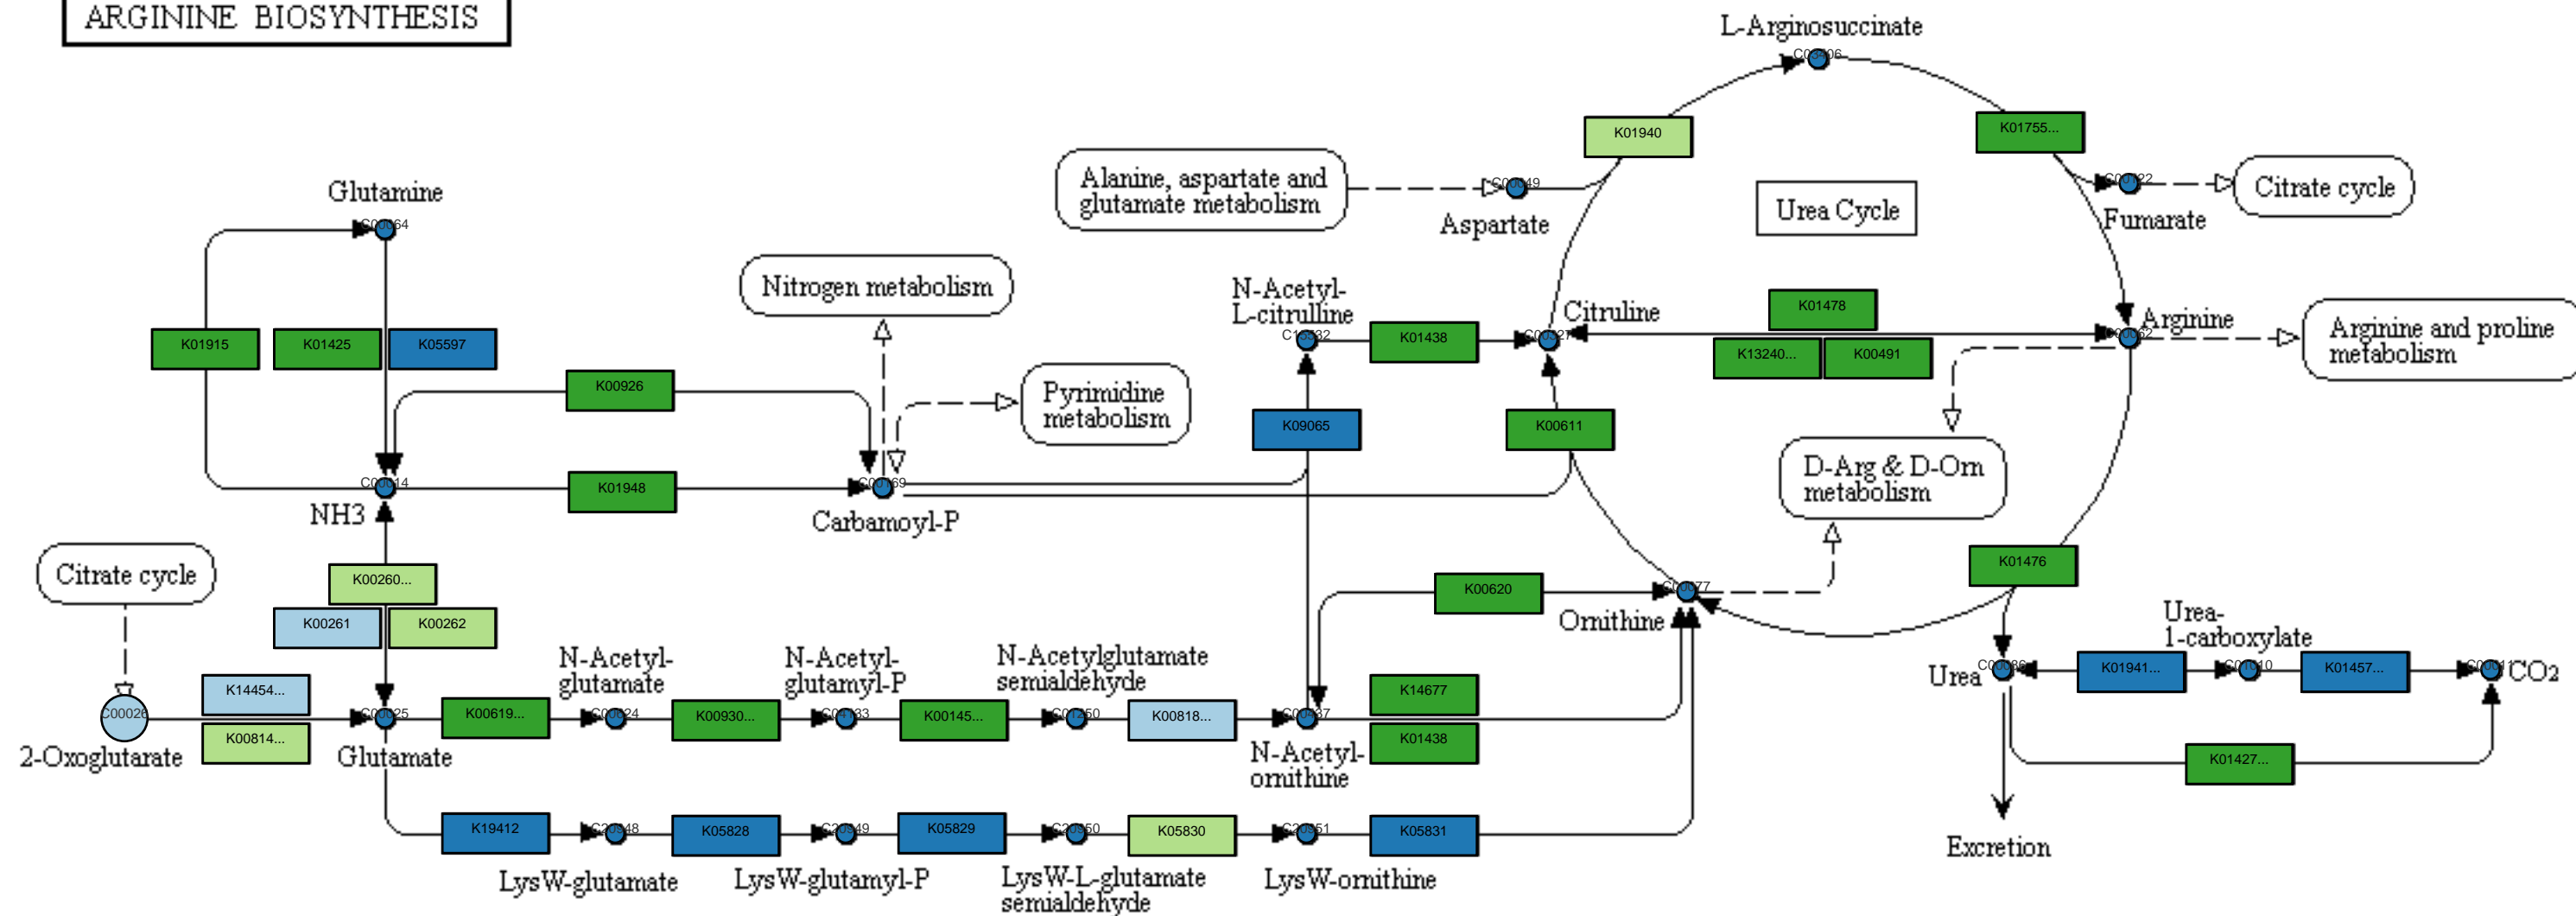 ARGININE BIOSYNTHESIS
L-Arginosuccinate
K01940
K01755...
Alanine, aspartate and
glutamate metabolism
Aspartate
Urea Cycle
Citrate cycle
Fumarate
Glutamine
Nitrogen metabolism
N-Acetyl-
L-citrulline
K01438
Citruline
K01478
K13240...
K00491
Arginine
Arginine and proline
metabolism
K01915
K01425
K05597
K00926
Pyrimidine
metabolism
K09065
K00611
D-Arg & D-Orn
metabolism
K01948
NH3
Carbamoyl-P
Citrate cycle
K00260...
K00261
K00262
K00620
Ornithine
K01476
Urea-
1-carboxylate
Urea
K01941...
K01457...
CO2
N-Acetyl-
glutamate
N-Acetyl-
glutamyl-P
N-Acetylglutamate
semialdehyde
K14454...
K00814...
C00026
2-Oxoglutarate
Glutamate
K00619...
K00930...
K00145...
K00818...
N-Acetyl-
ornithine
K14677
K01438
K01427...
K19412
K05828
K05829
K05830
K05831
Excretion
LysW-glutamate
LysW-glutamyl-P
LysW-L-glutamate
semialdehyde
LysW-ornithine